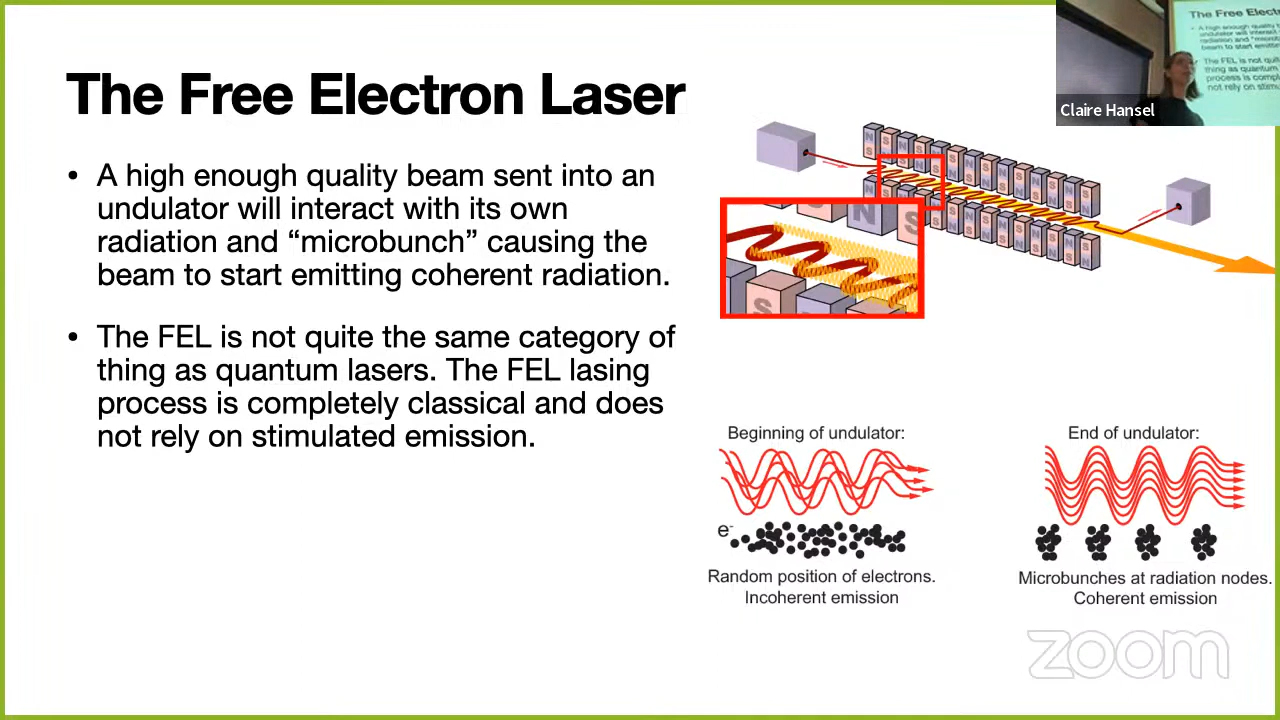 The Free Electron Laser
• A high enough quality beam sent into an
undulator will interact with its own
radiation and “microbunch” causing the
beam to start emitting coherent radiation.
• The FEL is not quite the same category of
thing as quantum lasers. The FEL lasing
process is completely classical and does
not rely on stimulated emission.
The Free Elect
Claire Hansel
N
S
Beginning of undulator:
e-
Random position of electrons.
Incoherent emission
End of undulator:
Microbunches at radiation nodes.
Coherent emission
zoom